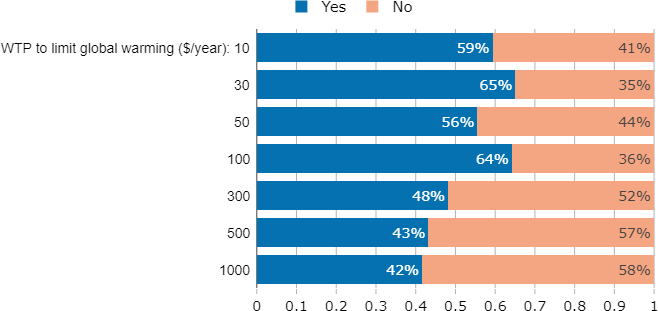 Yes No
WTP to limit global warming ($/year): 10 59% 41%
30 65% 35%
50 56% 44%
100 64% 36%
300 48% 52%
500 43% 57%
1000 42% 58%
0 0.1 0.2 0.3 0.4 0.5 0.6 0.7 0.8 0.9 1